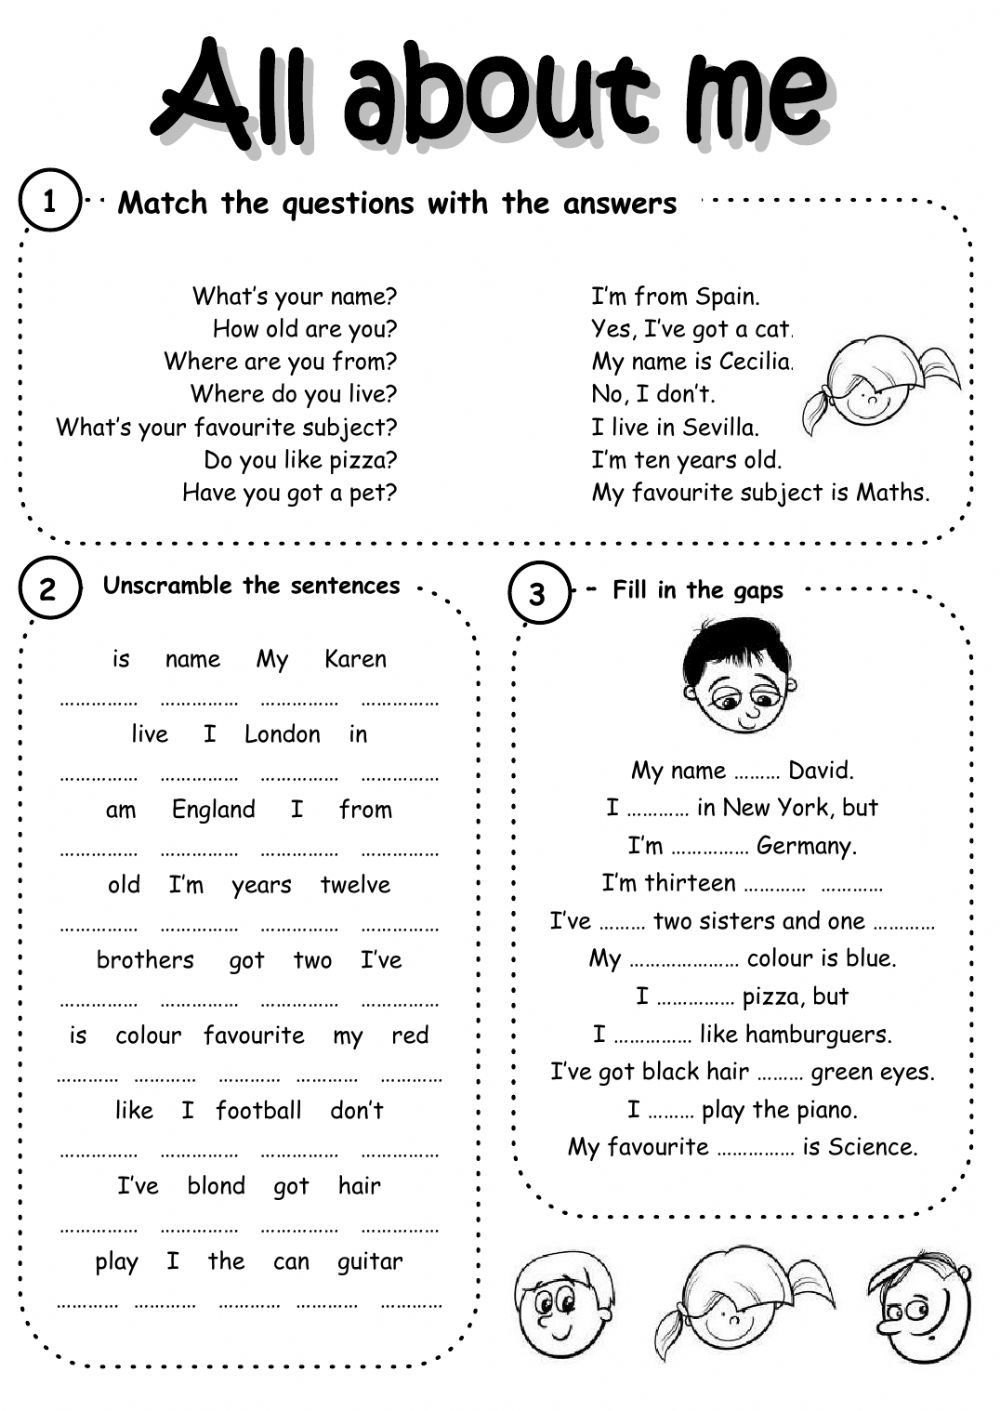 All about me
1 Match the questions with the answers
What's your name?
How old are you?
Where are you from?
Where do you live?
What's your favourite subject?
Do you like pizza?
Have you got a pet?
I'm from Spain.
Yes, I've got a cat.
My name is Cecilia.
No, I don't.
I live in Sevilla.
I'm ten years old.
My favourite subject is Maths.
2 Unscramble the sentences
is name My Karen
…………… …………… …………… ……………
live I London in
…………… …………… …………… ……………
am England I from
…………… …………… …………… ……………
old I'm years twelve
…………… …………… …………… ……………
brothers got two I've
…………… …………… …………… ……………
is colour favourite my red
………… ………… ………… ………… …………
like I football don't
…………… …………… …………… ……………
I've blond got hair
…………… …………… …………… ……………
play I the can guitar
………… ………… ………… ………… …………
3 Fill in the gaps
My name ……… David.
I ………… in New York, but
I'm …………… Germany.
I'm thirteen ………… …………
I've ……… two sisters and one …………
My ………………… colour is blue.
I …………… pizza, but
I …………… like hamburguers.
I've got black hair ……… green eyes.
I ……… play the piano.
My favourite …………… is Science.